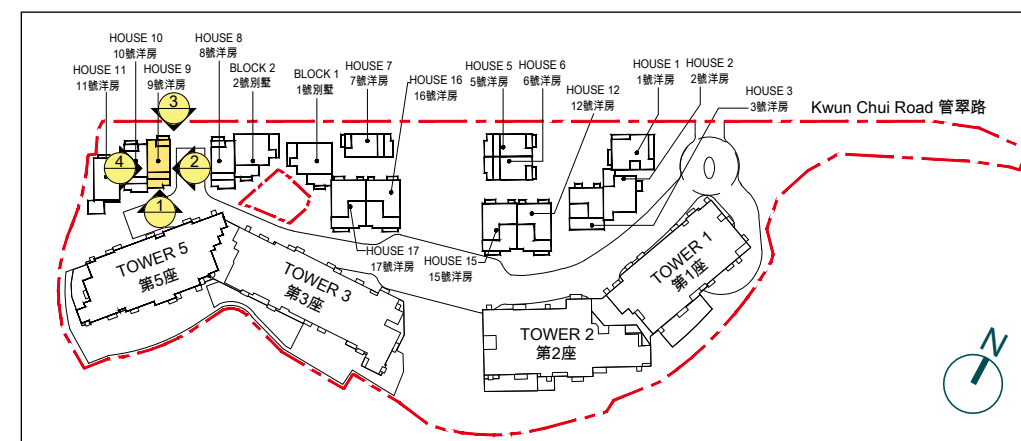 HOUSE 10
10號洋房
HOUSE 11
11號洋房
HOUSE 9
9號洋房
HOUSE 8
8號洋房
BLOCK 2
2號別墅
BLOCK 1
1號別墅
HOUSE 7
7號洋房
HOUSE 16
16號洋房
HOUSE 5
5號洋房
HOUSE 6
6號洋房
HOUSE 12
12號洋房
HOUSE 1
1號洋房
HOUSE 2
2號洋房
HOUSE 3
3號洋房
Kwun Chui Road 管翠路
3
4
2
1
HOUSE 17
17號洋房
HOUSE 15
15號洋房
TOWER 5
第5座
TOWER 3
第3座
TOWER 2
第2座
TOWER 1
第1座
N